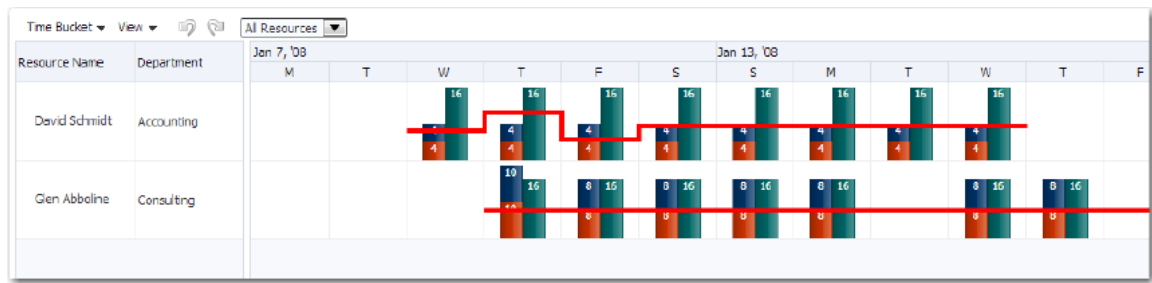 Time Bucket View All Resources
Jan 7, '08 Jan 13, '08
Resource Name Department M T W T F S S M T W T F
16 16 16 16 16 16 16 16
David Schmidt Accounting
4 4 4 4 4 4 4 4
4 4 4 4 4 4 4 4
10
16 8 16 8 16 8 16 8 16 8 16 8 16
Glen Abboline Consulting
10 8 8 8 8 8 8